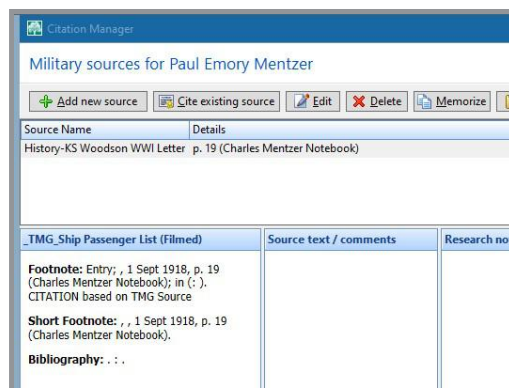 Citation Manager
Military sources for Paul Emory Mentzer
Add new source Cite existing source Edit Delete Memorize
Source Name Details
History-KS Woodson WWI Letter p. 19 (Charles Mentzer Notebook)
_TMG_Ship Passenger List (Filmed) Source text / comments Research no
Footnote: Entry; , 1 Sept 1918, p. 19
(Charles Mentzer Notebook); in (: ).
CITATION based on TMG Source
Short Footnote: , , 1 Sept 1918, p. 19
(Charles Mentzer Notebook).
Bibliography: . : .